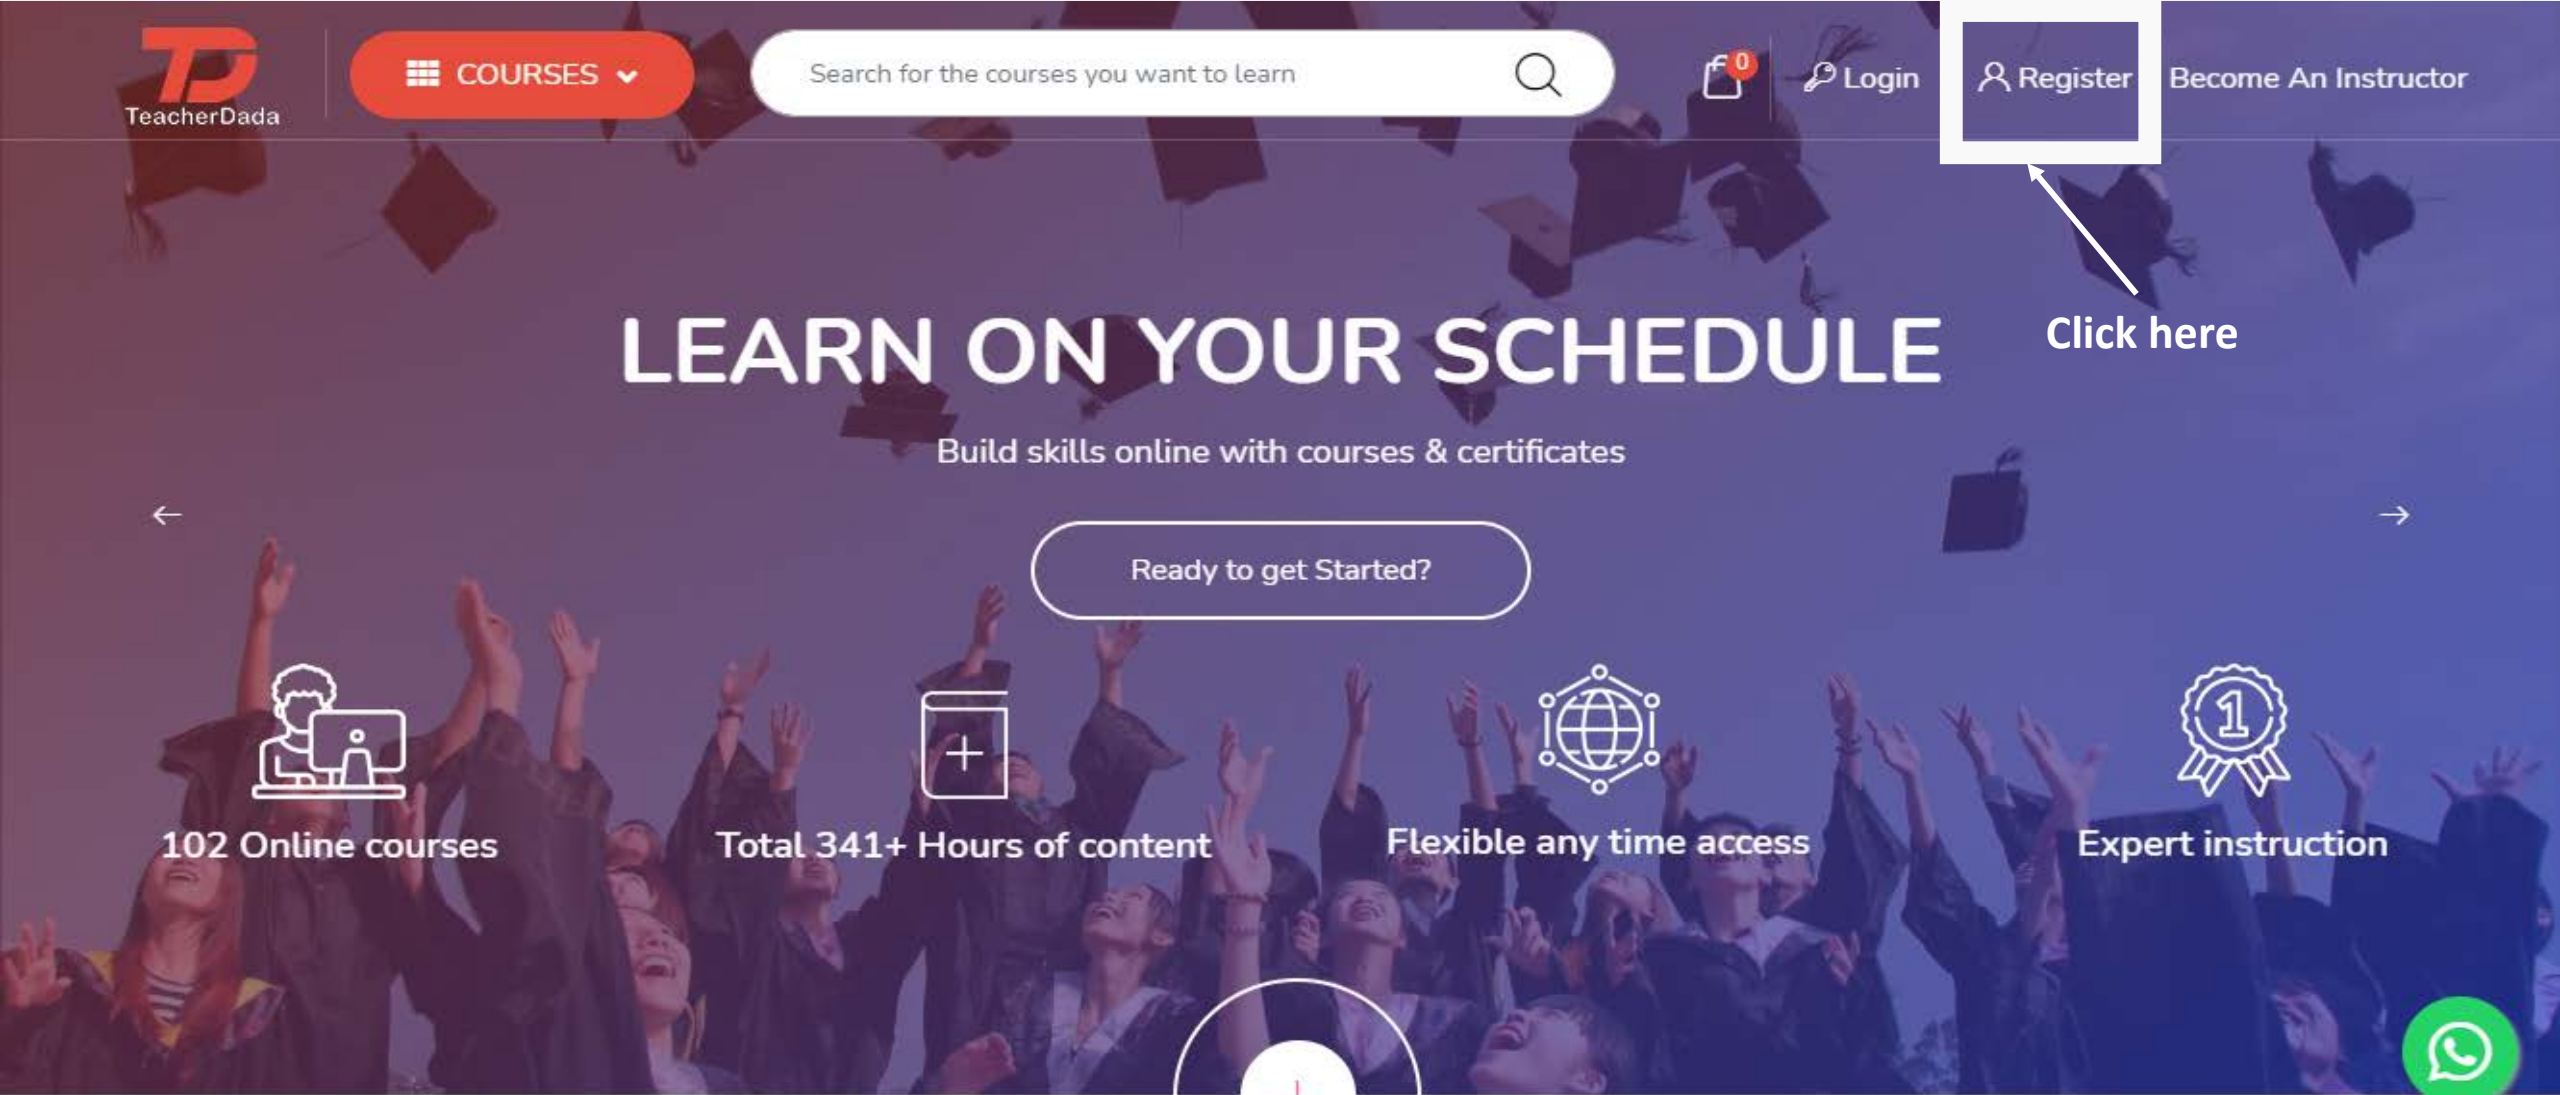 TeacherDada
COURSES
Search for the courses you want to learn
0
Login
Register
Become An Instructor
Click here
LEARN ON YOUR SCHEDULE
Build skills online with courses & certificates
Ready to get Started?
1
102 Online courses
Total 341+ Hours of content
Flexible any time access
Expert instruction